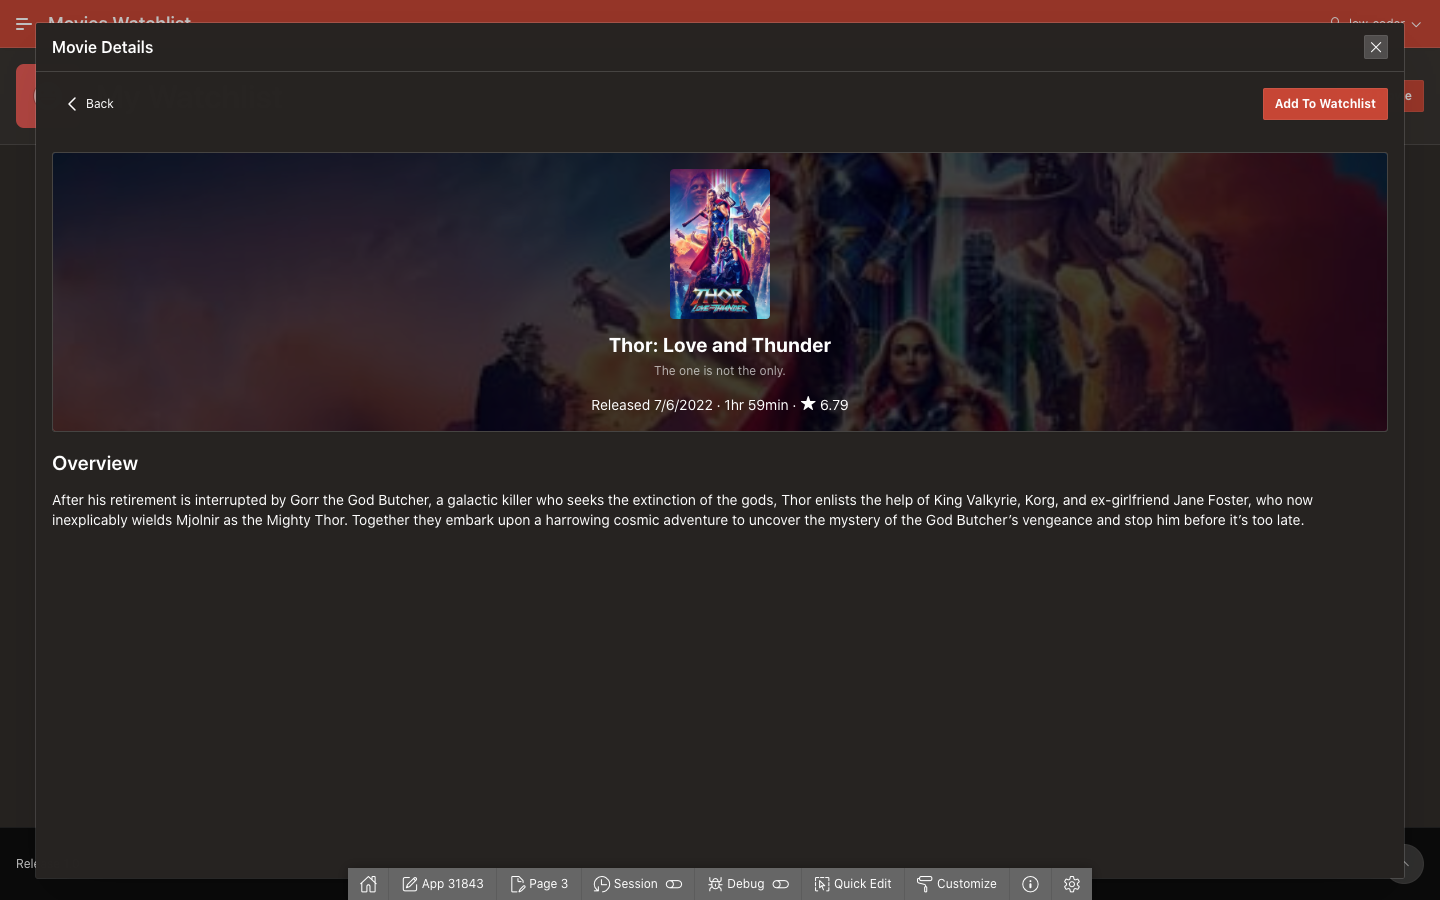 Movies Watchlist
low-coder
Movie Details
Back
Add To Watchlist
THOR
LOVE AND THUNDER
Thor: Love and Thunder
The one is not the only.
Released 7/6/2022 · 1hr 59min · ★ 6.79
Overview
After his retirement is interrupted by Gorr the God Butcher, a galactic killer who seeks the extinction of the gods, Thor enlists the help of King Valkyrie, Korg, and ex-girlfriend Jane Foster, who now
inexplicably wields Mjolnir as the Mighty Thor. Together they embark upon a harrowing cosmic adventure to uncover the mystery of the God Butcher’s vengeance and stop him before it’s too late.
App 31843
Page 3
Session
Debug
Quick Edit
Customize